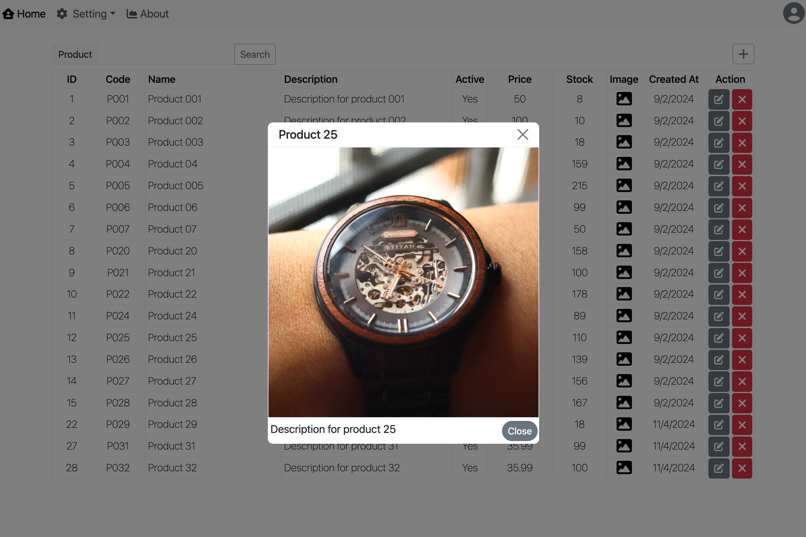 Home Setting About
Product Search +
ID Code Name Description Active Price Stock Image Created At Action
1 P001 Product 001 Description for product 001 Yes 50 8 9/2/2024
2 P002 Product 002 Description for product 002 Yes 100 10 9/2/2024
3 P003 Product 003 18 9/2/2024
4 P004 Product 04 159 9/2/2024
5 P005 Product 005 215 9/2/2024
6 P006 Product 06 99 9/2/2024
7 P007 Product 07 50 9/2/2024
8 P020 Product 20 158 9/2/2024
9 P021 Product 21 100 9/2/2024
10 P022 Product 22 178 9/2/2024
11 P024 Product 24 89 9/2/2024
12 P025 Product 25 110 9/2/2024
13 P026 Product 26 139 9/2/2024
14 P027 Product 27 156 9/2/2024
15 P028 Product 28 167 9/2/2024
22 P029 Product 29 18 11/4/2024
27 P031 Product 31 Description for product 31 Yes 35.99 99 11/4/2024
28 P032 Product 32 Description for product 32 Yes 35.99 100 11/4/2024
Product 25
TITAN
Description for product 25
Close